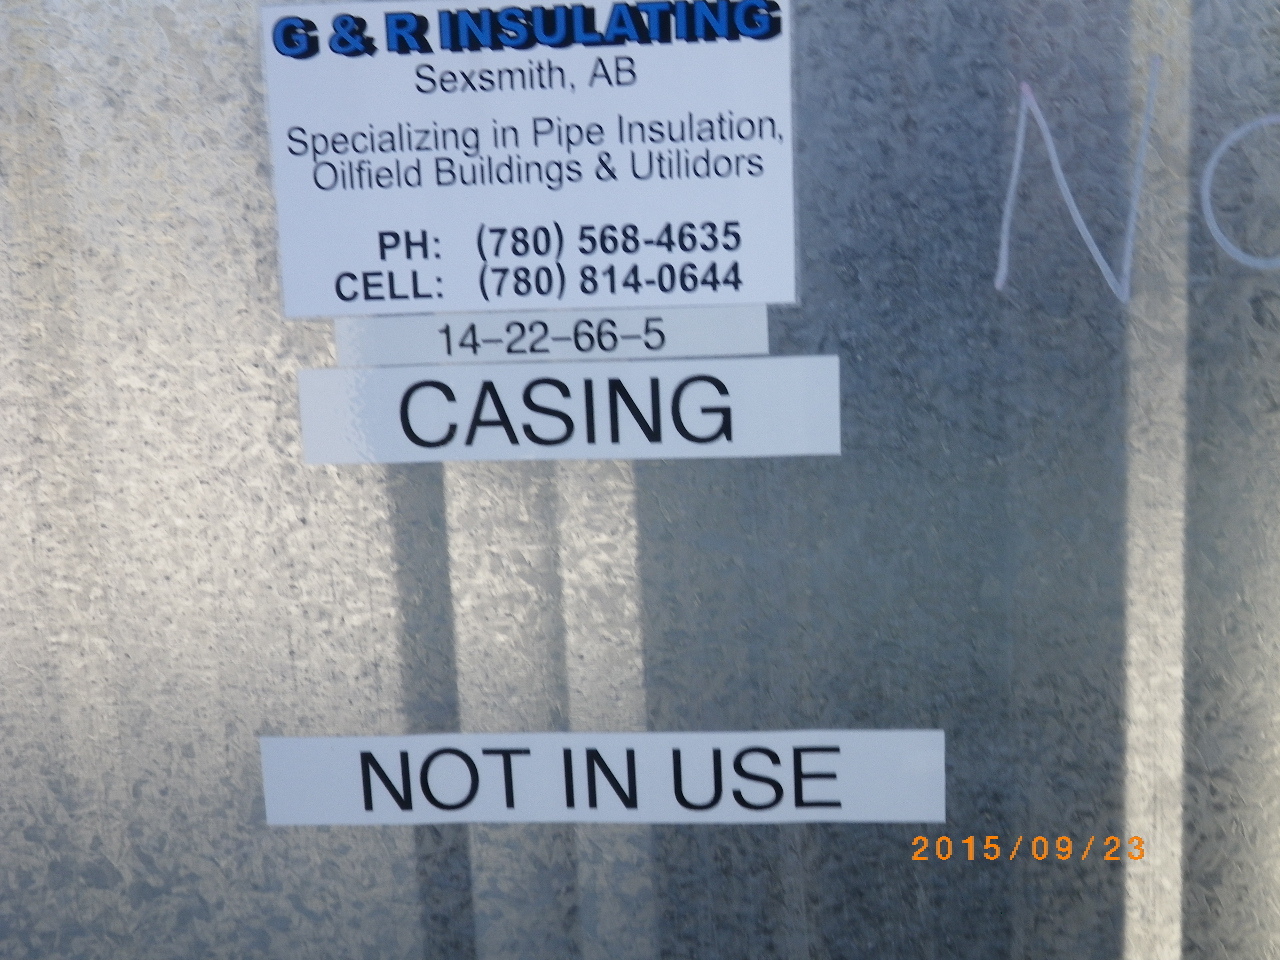 G & R INSULATING
Sexsmith, AB
Specializing in Pipe Insulation,
Oilfield Buildings & Utilidors
PH: (780) 568-4635
CELL: (780) 814-0644
14-22-66-5
CASING
NOT IN USE
2015/09/23